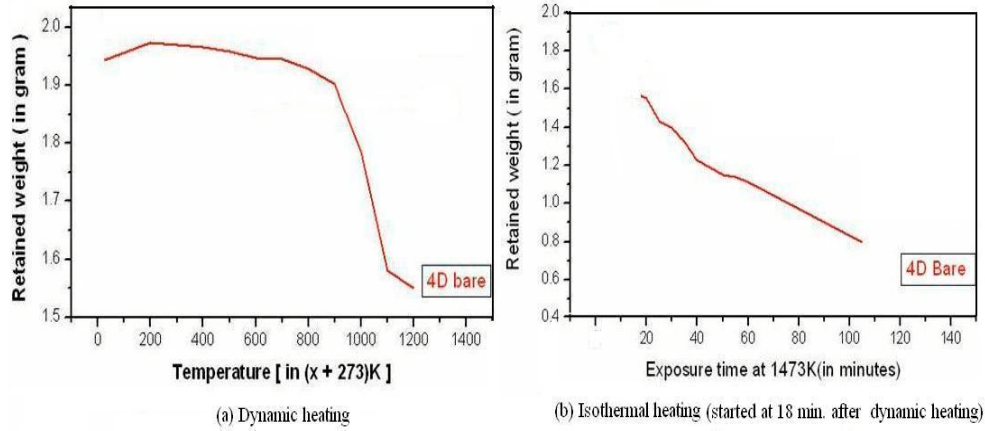 2.0
1.9
1.8
1.7
1.6
1.5
Retained weight ( in gram )
4D bare
0 200 400 600 800 1000 1200 1400
Temperature [ in (x + 273)K ]
(a) Dynamic heating
2.0
1.8
1.6
1.4
1.2
1.0
0.8
0.6
0.4
Retained weight ( in gram)
4D Bare
20 40 60 80 100 120 140
Exposure time at 1473K(in minutes)
(b) Isothermal heating (started at 18 min. after dynamic heating)